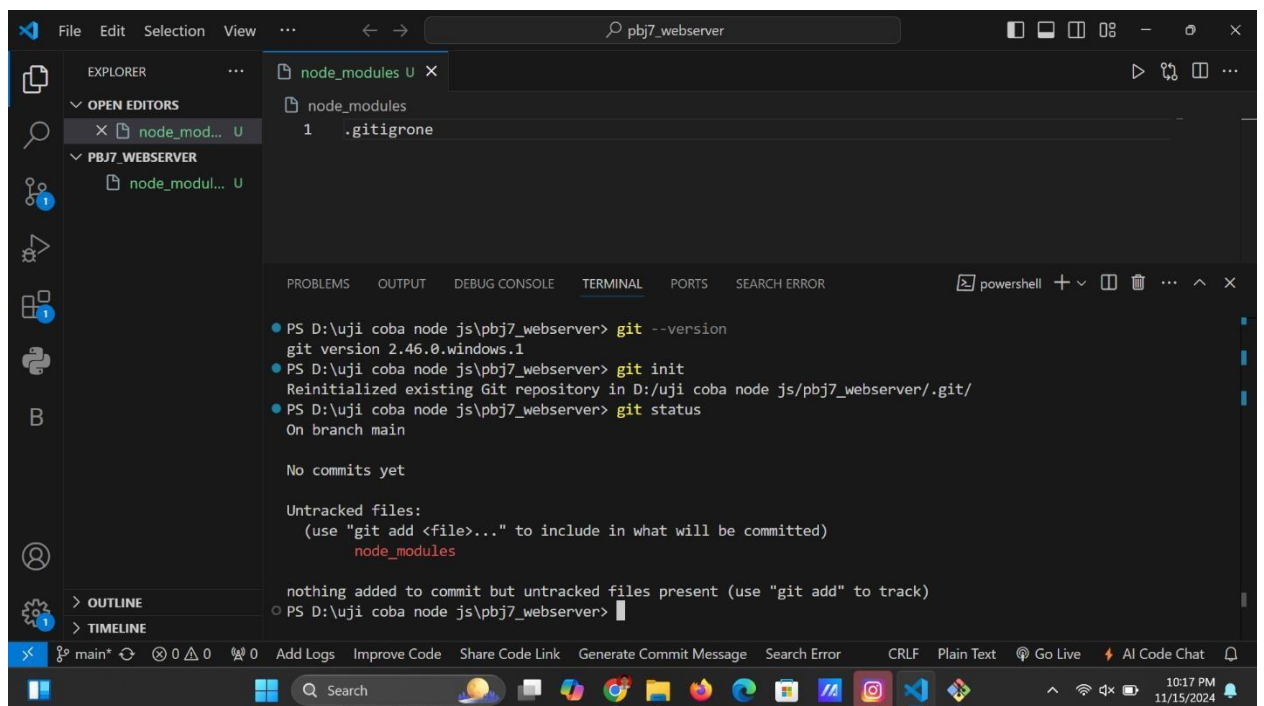 File Edit Selection View ··· pbj7_webserver
EXPLORER ···
OPEN EDITORS
node_mod... U
PBJ7_WEBSERVER
node_modul... U
node_modules U
node_modules
1 .gitigrone
PROBLEMS OUTPUT DEBUG CONSOLE TERMINAL PORTS SEARCH ERROR powershell
PS D:\uji coba node js\pbj7_webserver> git --version
git version 2.46.0.windows.1
PS D:\uji coba node js\pbj7_webserver> git init
Reinitialized existing Git repository in D:/uji coba node js/pbj7_webserver/.git/
PS D:\uji coba node js\pbj7_webserver> git status
On branch main
No commits yet
Untracked files:
(use "git add <file>..." to include in what will be committed)
node_modules
nothing added to commit but untracked files present (use "git add" to track)
PS D:\uji coba node js\pbj7_webserver>
1
1
B
1
OUTLINE
TIMELINE
main* 0 0 0 Add Logs Improve Code Share Code Link Generate Commit Message Search Error CRLF Plain Text Go Live AI Code Chat
Search
10:17 PM
11/15/2024